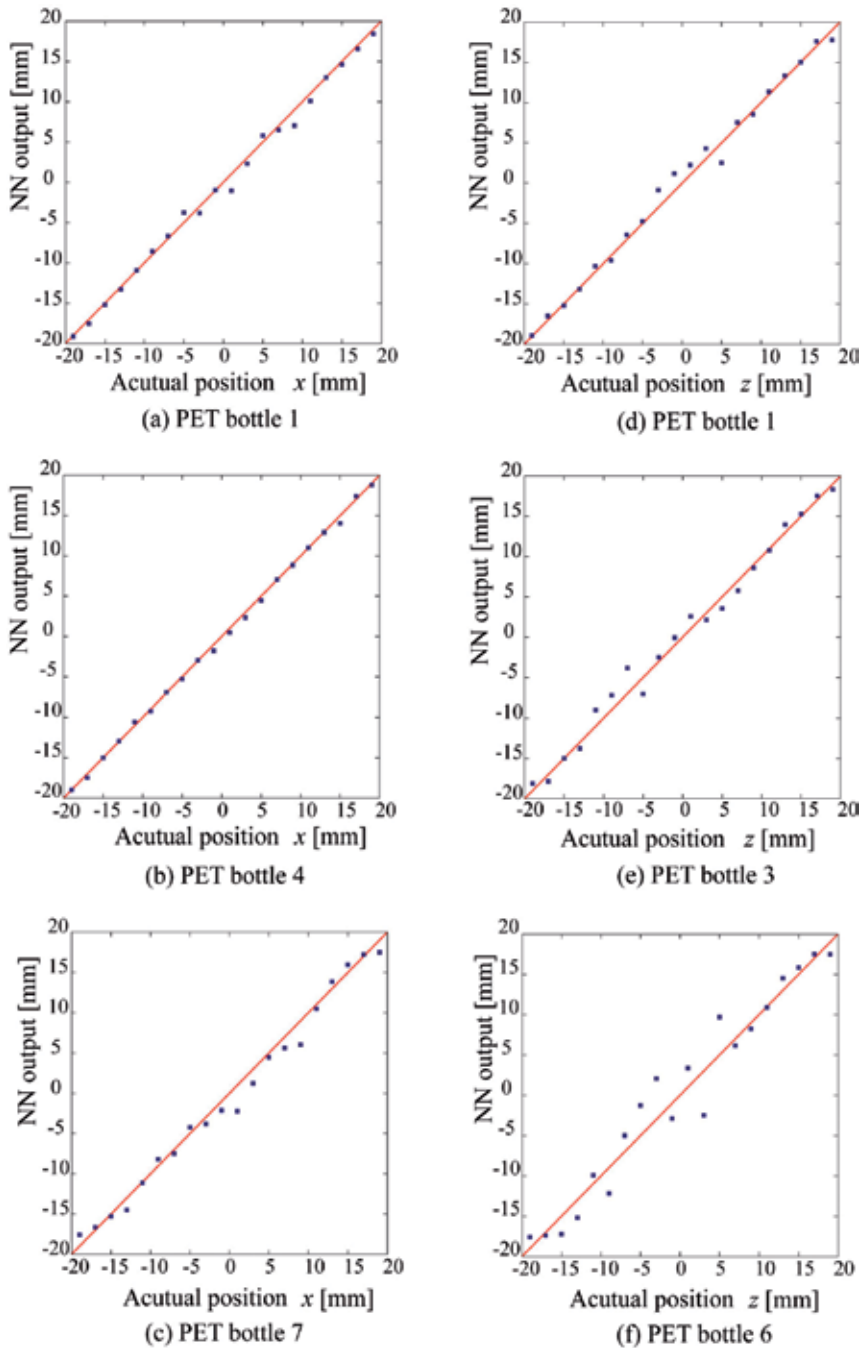 20
15
10
5
0
-5
-10
-15
-20
NN output [mm]
-20 -15 -10 -5 0 5 10 15 20
Acutual position x [mm]
(a) PET bottle 1
20
15
10
5
0
-5
-10
-15
-20
NN output [mm]
-20 -15 -10 -5 0 5 10 15 20
Acutual position z [mm]
(d) PET bottle 1
20
15
10
5
0
-5
-10
-15
-20
NN output [mm]
-20 -15 -10 -5 0 5 10 15 20
Acutual position x [mm]
(b) PET bottle 4
20
15
10
5
0
-5
-10
-15
-20
NN output [mm]
-20 -15 -10 -5 0 5 10 15 20
Acutual position z [mm]
(e) PET bottle 3
20
15
10
5
0
-5
-10
-15
-20
NN output [mm]
-20 -15 -10 -5 0 5 10 15 20
Acutual position x [mm]
(c) PET bottle 7
20
15
10
5
0
-5
-10
-15
-20
NN output [mm]
-20 -15 -10 -5 0 5 10 15 20
Acutual position z [mm]
(f) PET bottle 6